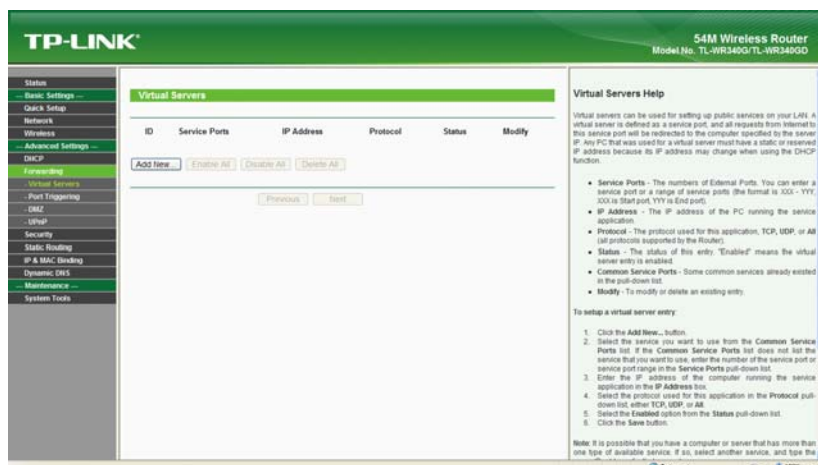 TP-LINK®
54M Wireless Router
Model No. TL-WR340G/TL-WR340GD
Status
--- Basic Settings ---
Quick Setup
Network
Wireless
--- Advanced Settings ---
DHCP
Forwarding
- Virtual Servers
- Port Triggering
- DMZ
- UPnP
Security
Static Routing
IP & MAC Binding
Dynamic DNS
--- Maintenance ---
System Tools
Virtual Servers
ID Service Ports IP Address Protocol Status Modify
Add New... Enable All Disable All Delete All
Previous Next
Virtual Servers Help
Virtual servers can be used for setting up public services on your LAN. A
virtual server is defined as a service port, and all requests from Internet to
this service port will be redirected to the computer specified by the server
IP. Any PC that was used for a virtual server must have a static or reserved
IP address because its IP address may change when using the DHCP
function.
• Service Ports - The numbers of External Ports. You can enter a
service port or a range of service ports (the format is XXX - YYY,
XXX is Start port, YYY is End port).
• IP Address - The IP address of the PC running the service
application.
• Protocol - The protocol used for this application, TCP, UDP, or All
(all protocols supported by the Router).
• Status - The status of this entry. "Enabled" means the virtual
server entry is enabled.
• Common Service Ports - Some common services already existed
in the pull-down list.
• Modify - To modify or delete an existing entry.
To setup a virtual server entry:
1. Click the Add New... button.
2. Select the service you want to use from the Common Service
Ports list. If the Common Service Ports list does not list the
service that you want to use, enter the number of the service port or
service port range in the Service Ports pull-down list.
3. Enter the IP address of the computer running the service
application in the IP Address box.
4. Select the protocol used for this application in the Protocol pull-
down list, either TCP, UDP, or All.
5. Select the Enabled option from the Status pull-down list.
6. Click the Save button.
Note: It is possible that you have a computer or server that has more than
one type of available service. If so, select another service, and type the